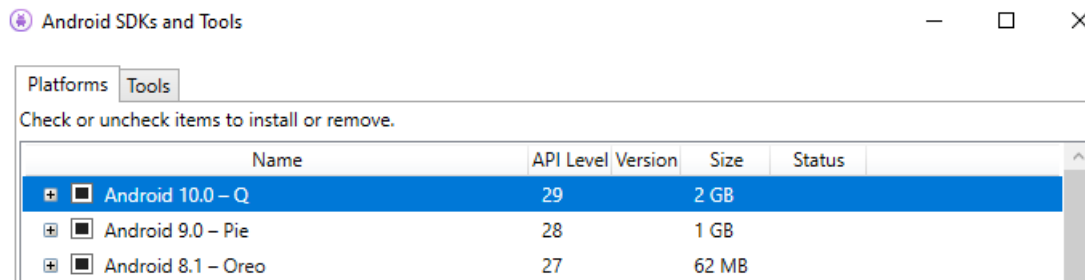 Android SDKs and Tools
Platforms Tools
Check or uncheck items to install or remove.
Name API Level Version Size Status
Android 10.0 – Q 29 2 GB
Android 9.0 – Pie 28 1 GB
Android 8.1 – Oreo 27 62 MB